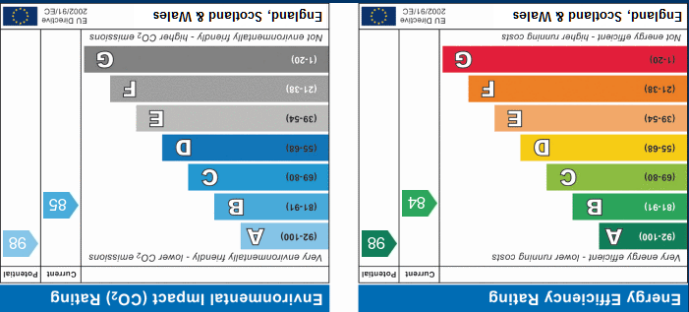 Energy Efficiency Rating
Current Potential
Very energy efficient - lower running costs
(92-100) A
(81-91) B
(69-80) C
(55-68) D
(39-54) E
(21-38) F
(1-20) G
84
98
Not energy efficient - higher running costs
England, Scotland & Wales
EU Directive
2002/91/EC
Environmental Impact (CO₂) Rating
Current Potential
Very environmentally friendly - lower CO₂ emissions
(92-100) A
(81-91) B
(69-80) C
(55-68) D
(39-54) E
(21-38) F
(1-20) G
85
98
Not environmentally friendly - higher CO₂ emissions
England, Scotland & Wales
EU Directive
2002/91/EC